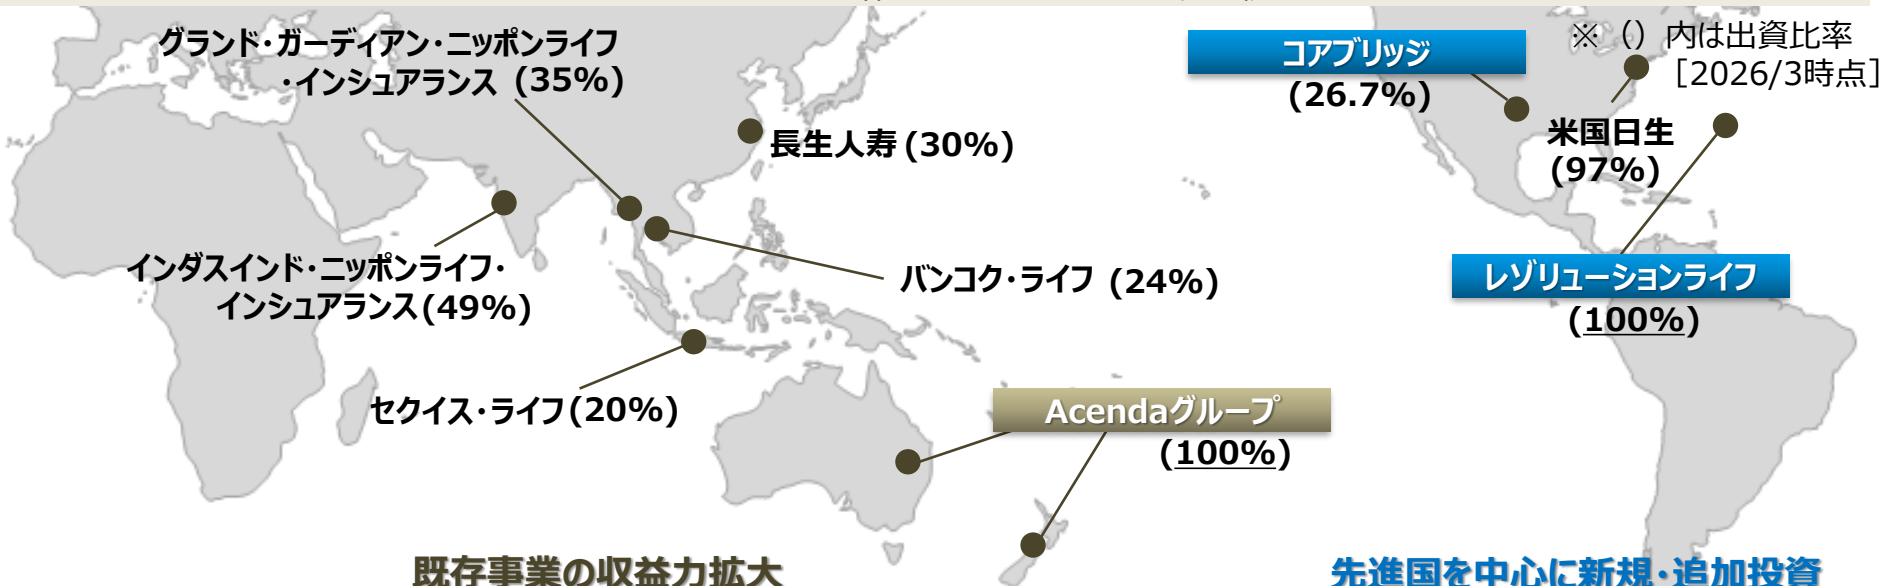 グランド・ガーディアン・ニッポンライフ
・インシュアランス (35%)
長生人寿 (30%)
インダスインド・ニッポンライフ・
インシュアランス(49%)
バンコク・ライフ (24%)
セクイス・ライフ(20%)
Acendaグループ
(100%)
既存事業の収益力拡大
コアブリッジ
(26.7%)
※（）内は出資比率
［2026/3時点］
米国日生
(97%)
レゾリューションライフ
(100%)
先進国を中心に新規・追加投資